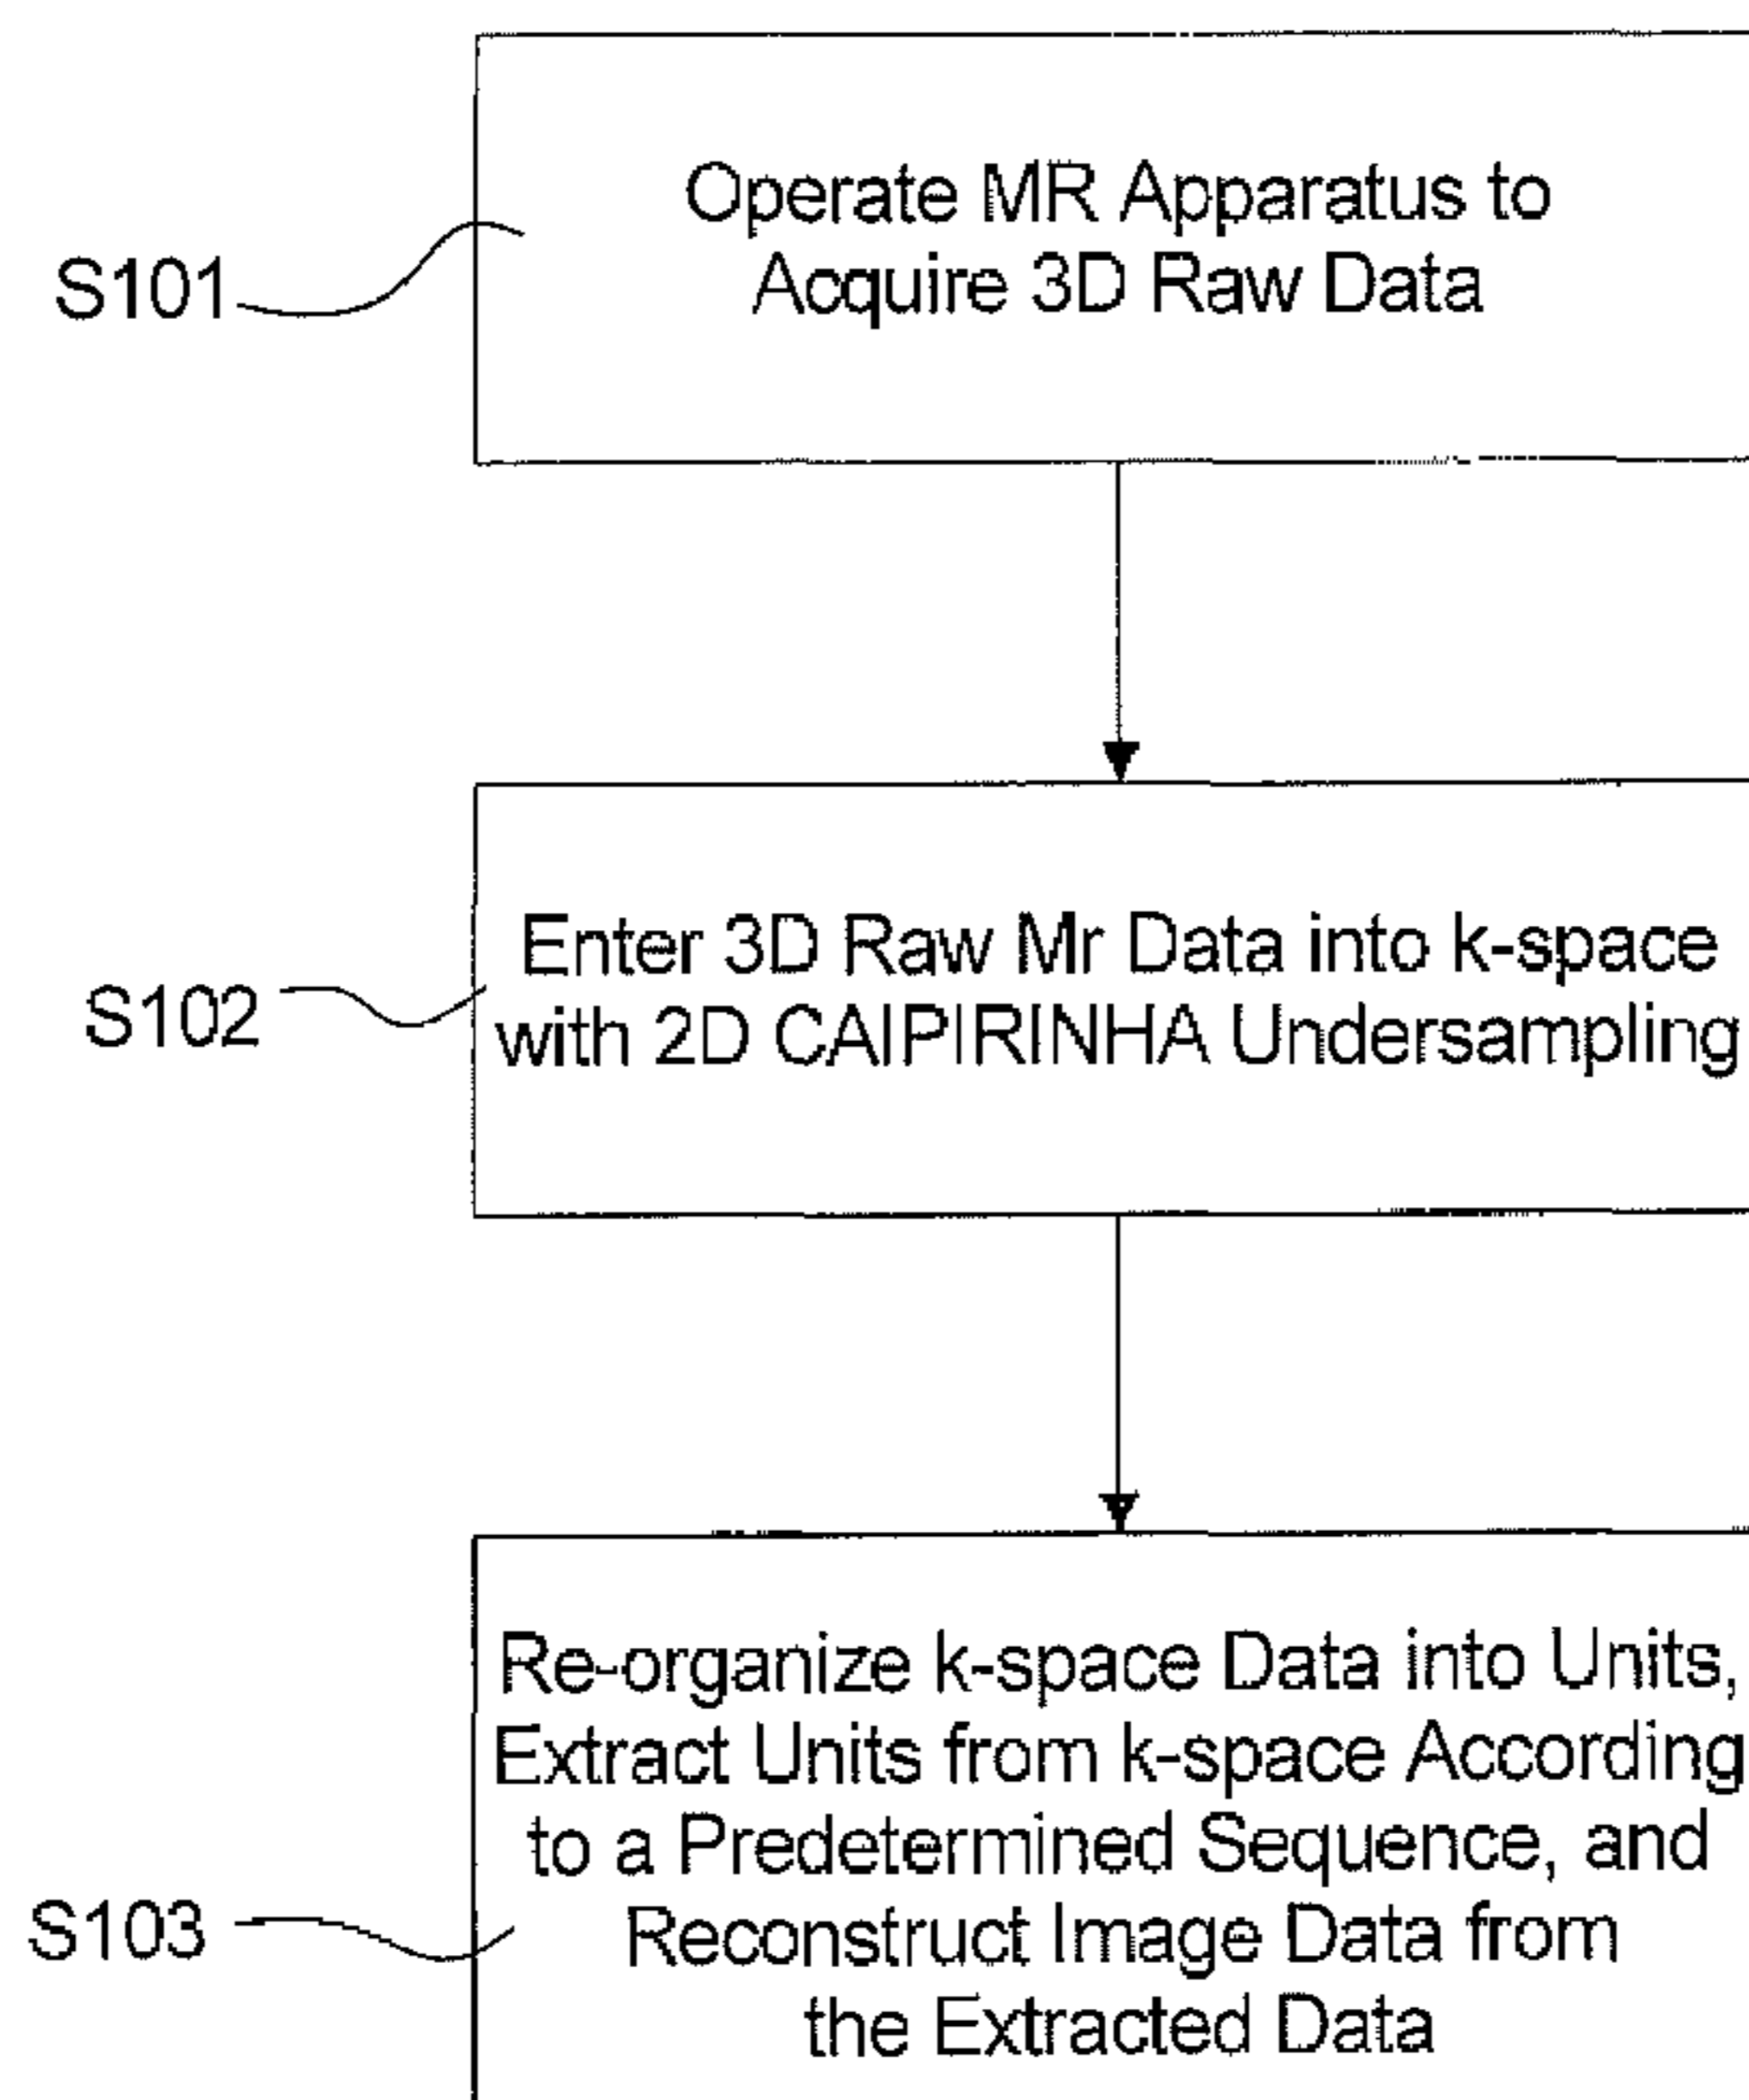 Operate MR Apparatus to
Acquire 3D Raw Data
S101
Enter 3D Raw Mr Data into k-space
with 2D CAIPIRINHA Undersampling
S102
Re-organize k-space Data into Units,
Extract Units from k-space According
to a Predetermined Sequence, and
Reconstruct Image Data from
the Extracted Data
S103